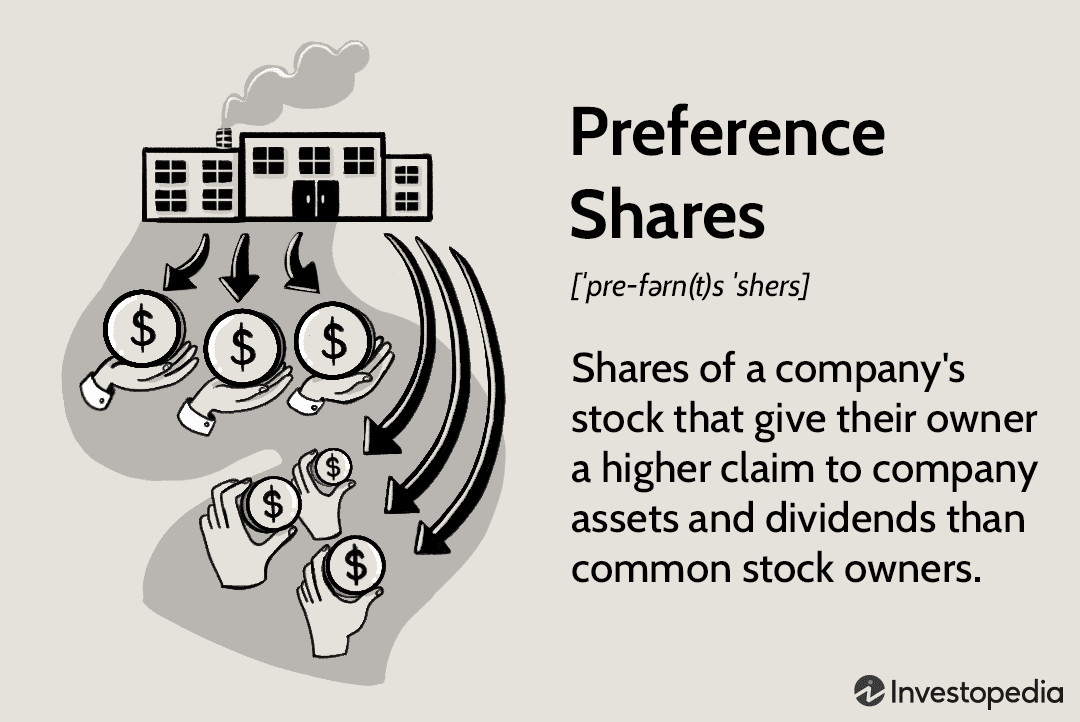 Preference
Shares
[ˈpre-fərn(t)s ˈshers]
Shares of a company's
stock that give their owner
a higher claim to company
assets and dividends than
common stock owners.
$
$
$
$
$
$
Investopedia